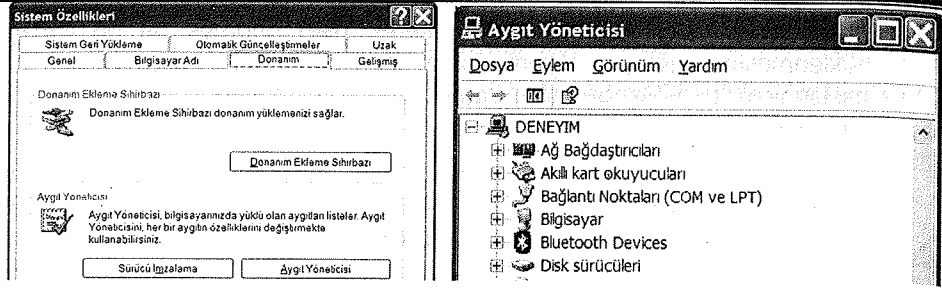 Sistem Özellikleri
Sistem Geri Yükleme Otomatik Güncelleştirmeler Uzak
Genel Bilgisayar Adı Donanım Gelişmiş
Donanım Ekleme Sihirbazı
Donanım Ekleme Sihirbazı donanım yüklemenizi sağlar.
Donanım Ekleme Sihirbazı
Aygıt Yöneticisi
Aygıt Yöneticisi, bilgisayarınızda yüklü olan aygıtları listeler. Aygıt
Yöneticisini, her bir aygıtın özelliklerini değiştirmekte
kullanabilirsiniz.
Sürücü İmzalama Aygıt Yöneticisi
Aygıt Yöneticisi
Dosya Eylem Görünüm Yardım
DENEYIM
Ağ Bağdaştırıcıları
Akıllı kart okuyucuları
Bağlantı Noktaları (COM ve LPT)
Bilgisayar
Bluetooth Devices
Disk sürücüleri